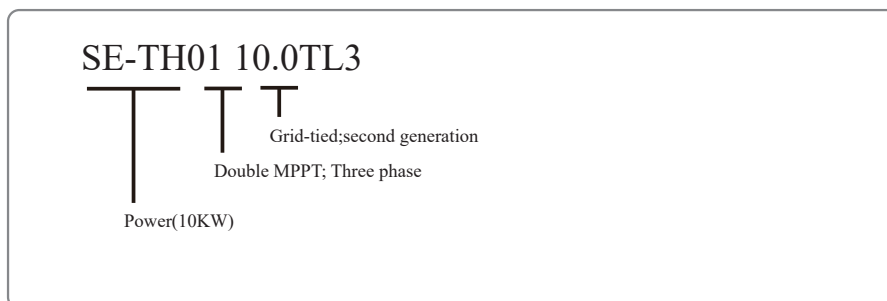 SE-TH01 10.0TL3
Grid-tied;second generation
Double MPPT; Three phase
Power(10KW)